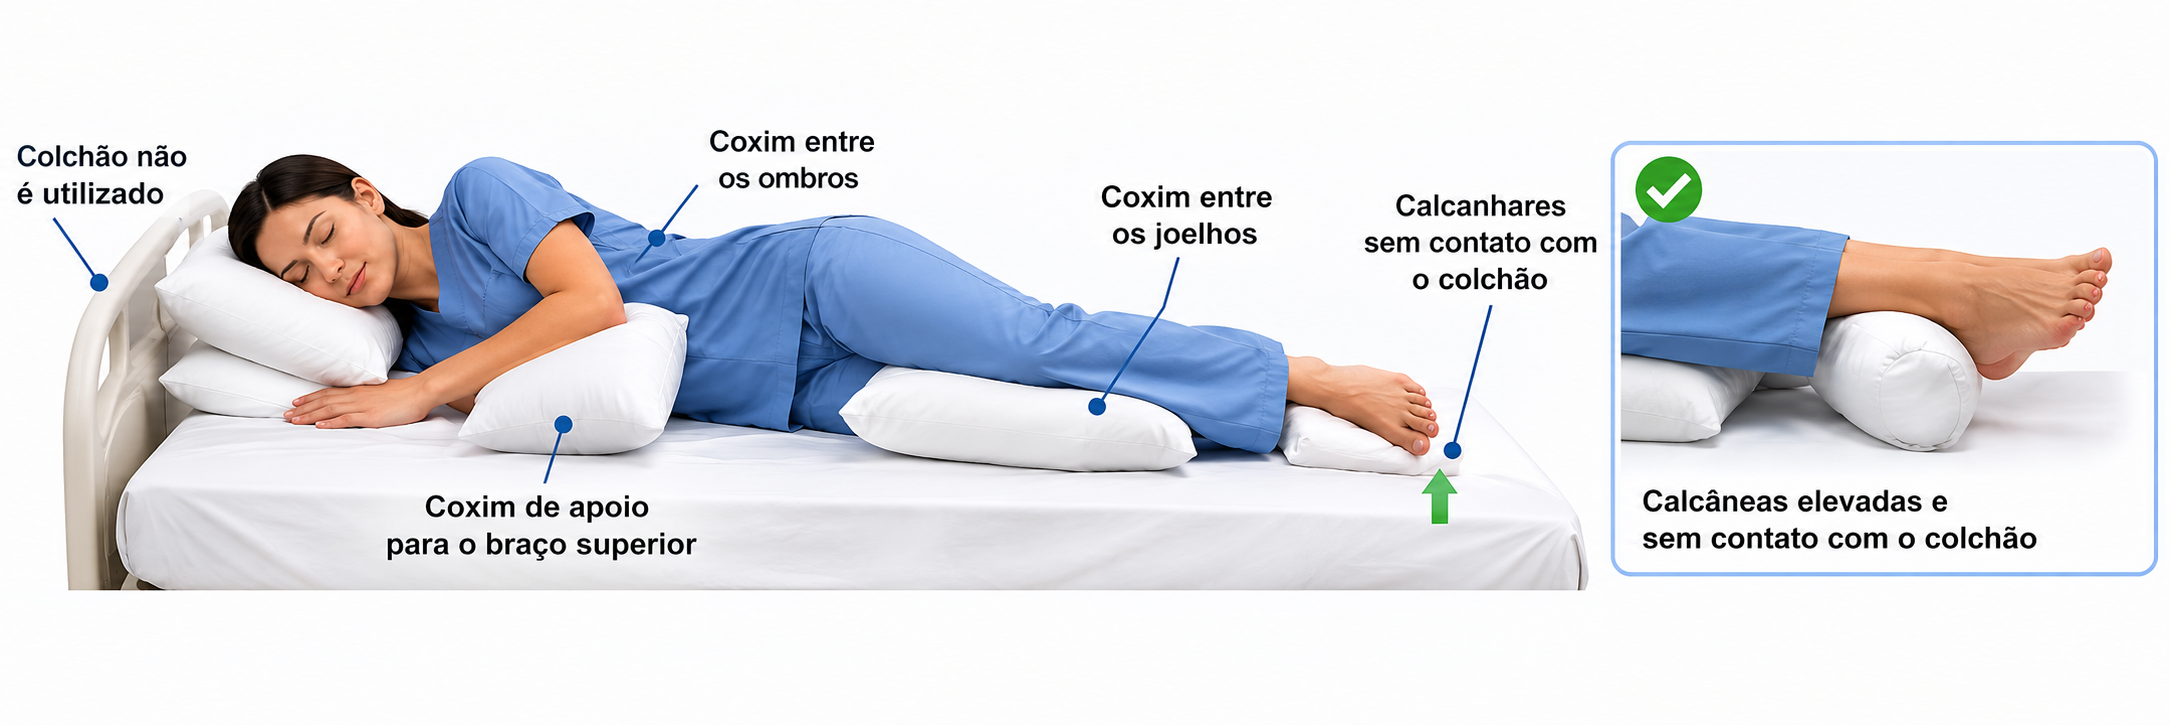 Colchão não
é utilizado
Coxim entre
os ombros
Coxim entre
os joelhos
Calcanhares
sem contato com
o colchão
Coxim de apoio
para o braço superior
Calcâneas elevadas e
sem contato com o colchão